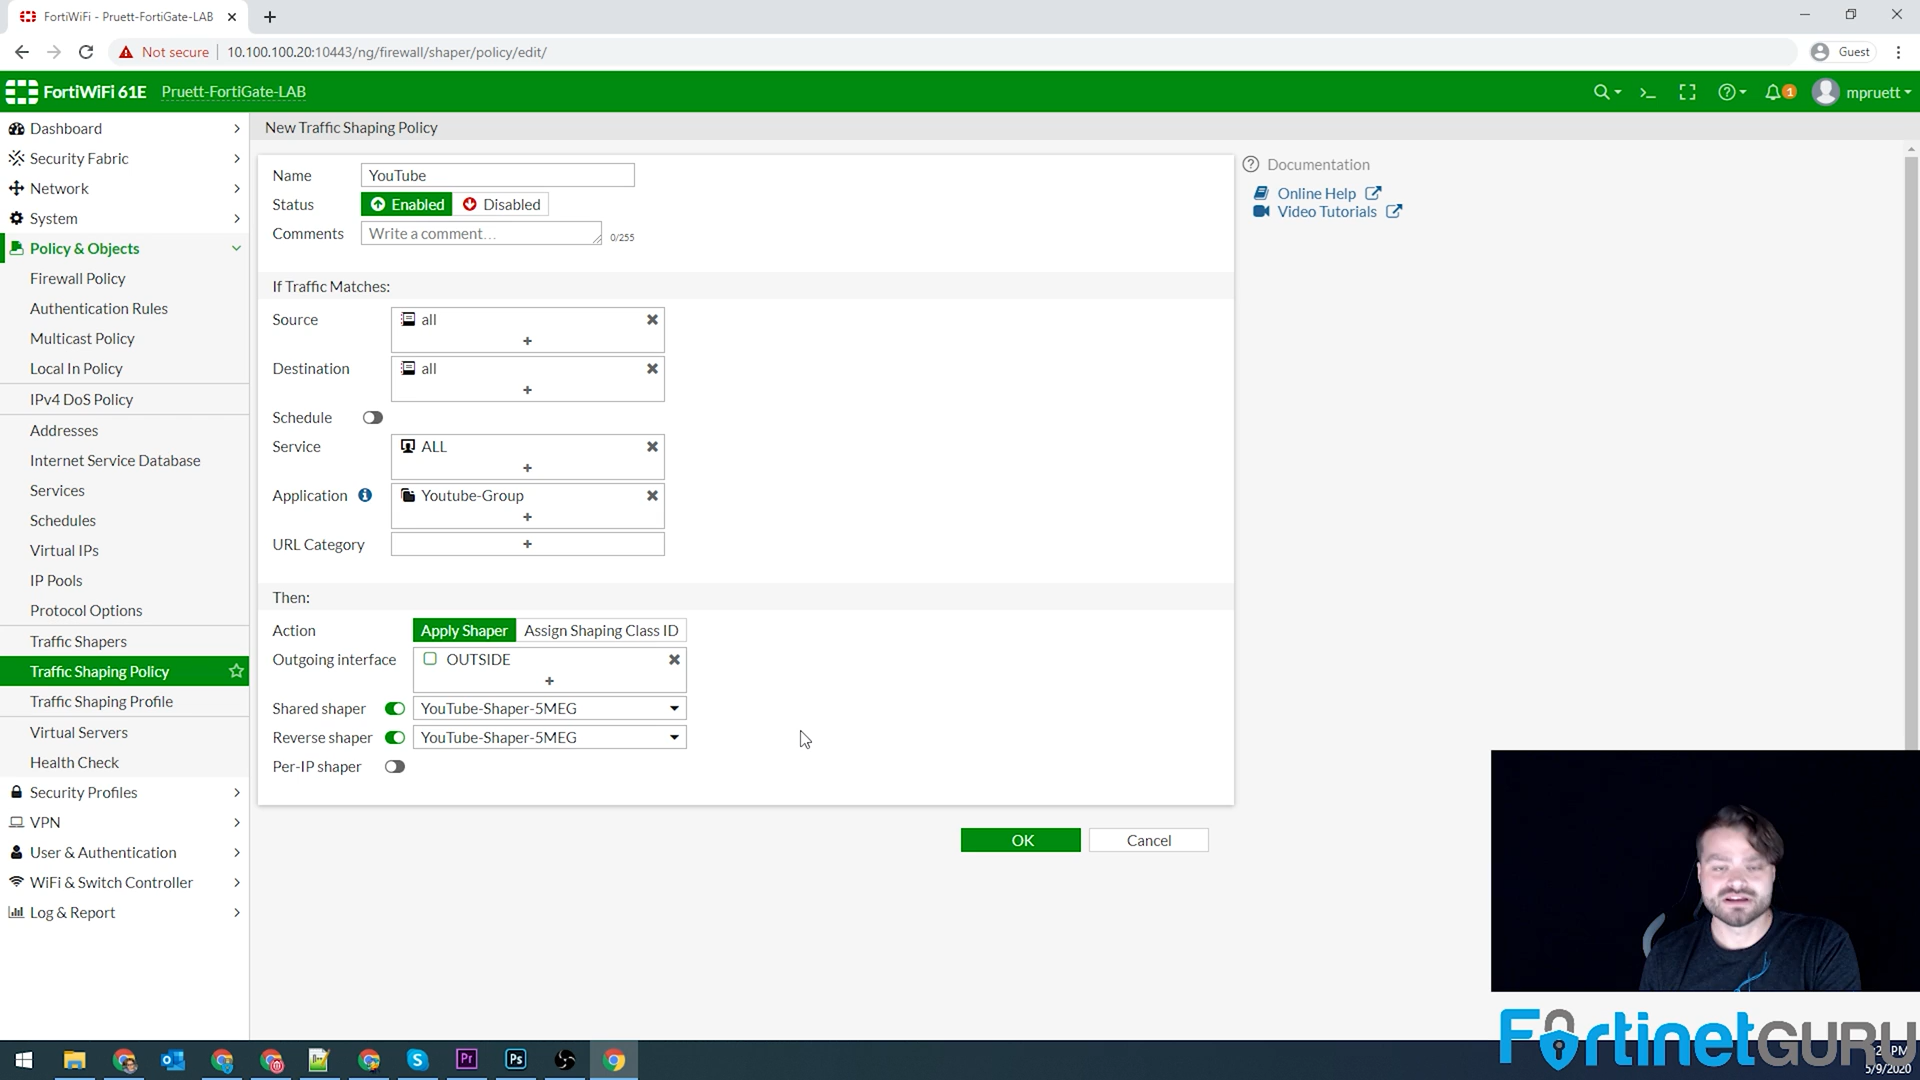 FortiWiFi - Pruett-FortiGate-LAB
Not secure
10.100.100.20:10443/ng/firewall/shaper/policy/edit/
Guest
FortiWiFi 61E
Pruett-FortiGate-LAB
1
mpruett
Dashboard
Security Fabric
Network
System
Policy & Objects
Firewall Policy
Authentication Rules
Multicast Policy
Local In Policy
IPv4 DoS Policy
Addresses
Internet Service Database
Services
Schedules
Virtual IPs
IP Pools
Protocol Options
Traffic Shapers
Traffic Shaping Policy
Traffic Shaping Profile
Virtual Servers
Health Check
Security Profiles
VPN
User & Authentication
WiFi & Switch Controller
Log & Report
New Traffic Shaping Policy
Name YouTube
Status Enabled Disabled
Comments Write a comment... 0/255
If Traffic Matches:
Source all
Destination all
Schedule
Service ALL
Application Youtube-Group
URL Category
Then:
Action Apply Shaper Assign Shaping Class ID
Outgoing interface OUTSIDE
Shared shaper YouTube-Shaper-5MEG
Reverse shaper YouTube-Shaper-5MEG
Per-IP shaper
OK Cancel
Documentation
Online Help
Video Tutorials
FortinetGURU
Pr
Ps
PM
5/9/2020